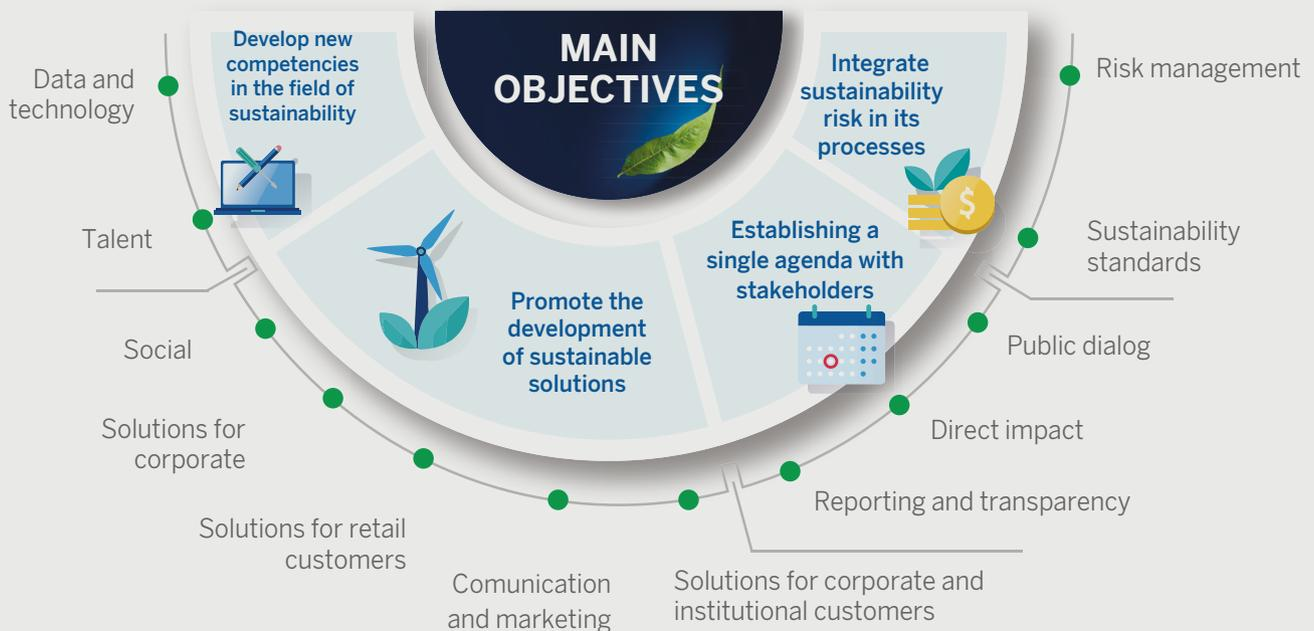 MAIN
OBJECTIVES
Develop new
competencies
in the field of
sustainability
Integrate
sustainability
risk in its
processes
Establishing a
single agenda with
stakeholders
Promote the
development
of sustainable
solutions
Data and
technology
Talent
Social
Solutions for
corporate
Solutions for retail
customers
Comunication
and marketing
Solutions for corporate and
institutional customers
Reporting and transparency
Direct impact
Public dialog
Sustainability
standards
Risk management
$